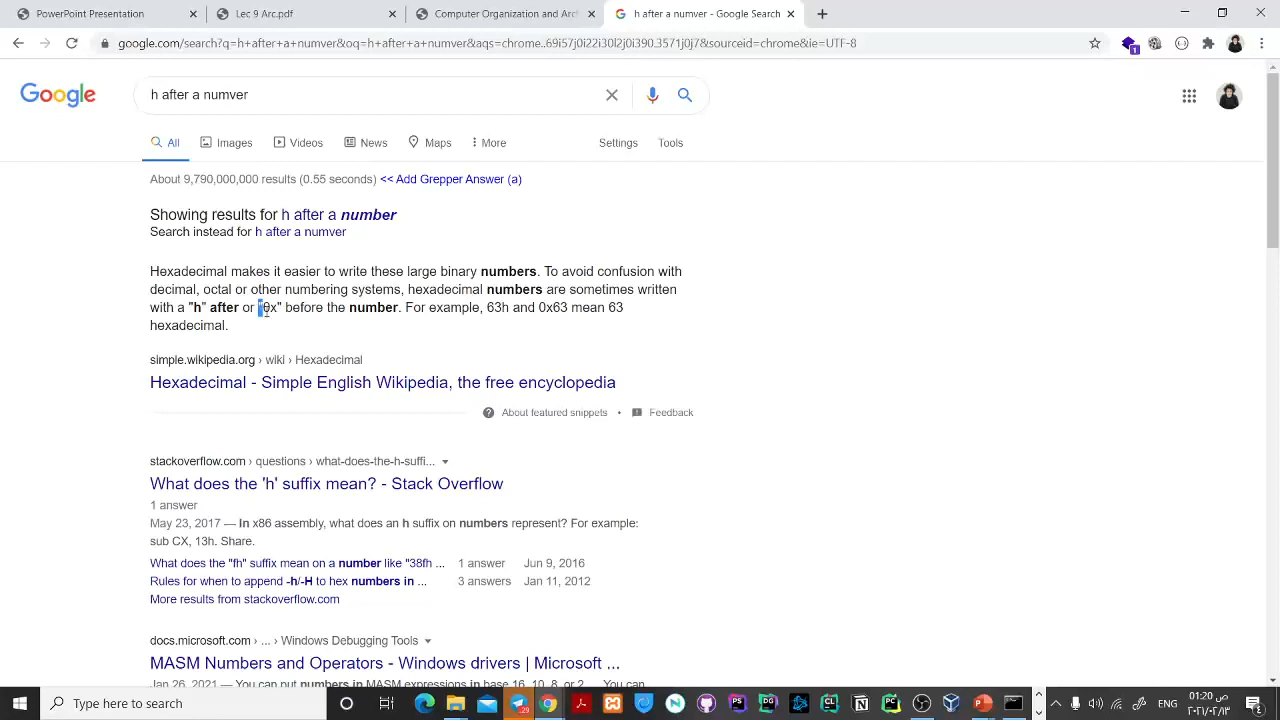 PowerPoint Presentation
Lec 9 Arc.pdf
Computer Organization and Arc
h after a numver - Google Search
google.com/search?q=h+after+a+numver&oq=h+after+a+numver&aqs=chrome..69i57j0i22i30l2j0i390.3571j0j7&sourceid=chrome&ie=UTF-8
1
Google
h after a numver
All Images Videos News Maps More Settings Tools
About 9,790,000,000 results (0.55 seconds) << Add Grepper Answer (a)
Showing results for h after a number
Search instead for h after a numver
Hexadecimal makes it easier to write these large binary numbers. To avoid confusion with
decimal, octal or other numbering systems, hexadecimal numbers are sometimes written
with a "h" after or "0x" before the number. For example, 63h and 0x63 mean 63
hexadecimal.
simple.wikipedia.org › wiki › Hexadecimal
Hexadecimal - Simple English Wikipedia, the free encyclopedia
About featured snippets • Feedback
stackoverflow.com › questions › what-does-the-h-suffi...
What does the 'h' suffix mean? - Stack Overflow
1 answer
May 23, 2017 — In x86 assembly, what does an h suffix on numbers represent? For example:
sub CX, 13h. Share.
What does the "fh" suffix mean on a number like "38fh ... 1 answer Jun 9, 2016
Rules for when to append -h/-H to hex numbers in ... 3 answers Jan 11, 2012
More results from stackoverflow.com
docs.microsoft.com › ... › Windows Debugging Tools
MASM Numbers and Operators - Windows drivers | Microsoft ...
Jan 26, 2021 — You can put numbers in MASM expressions in base 16, 10, 8, or 2. ... You can
Type here to search
29
PS
DG
CL
N
PC
ENG
01:20 ص